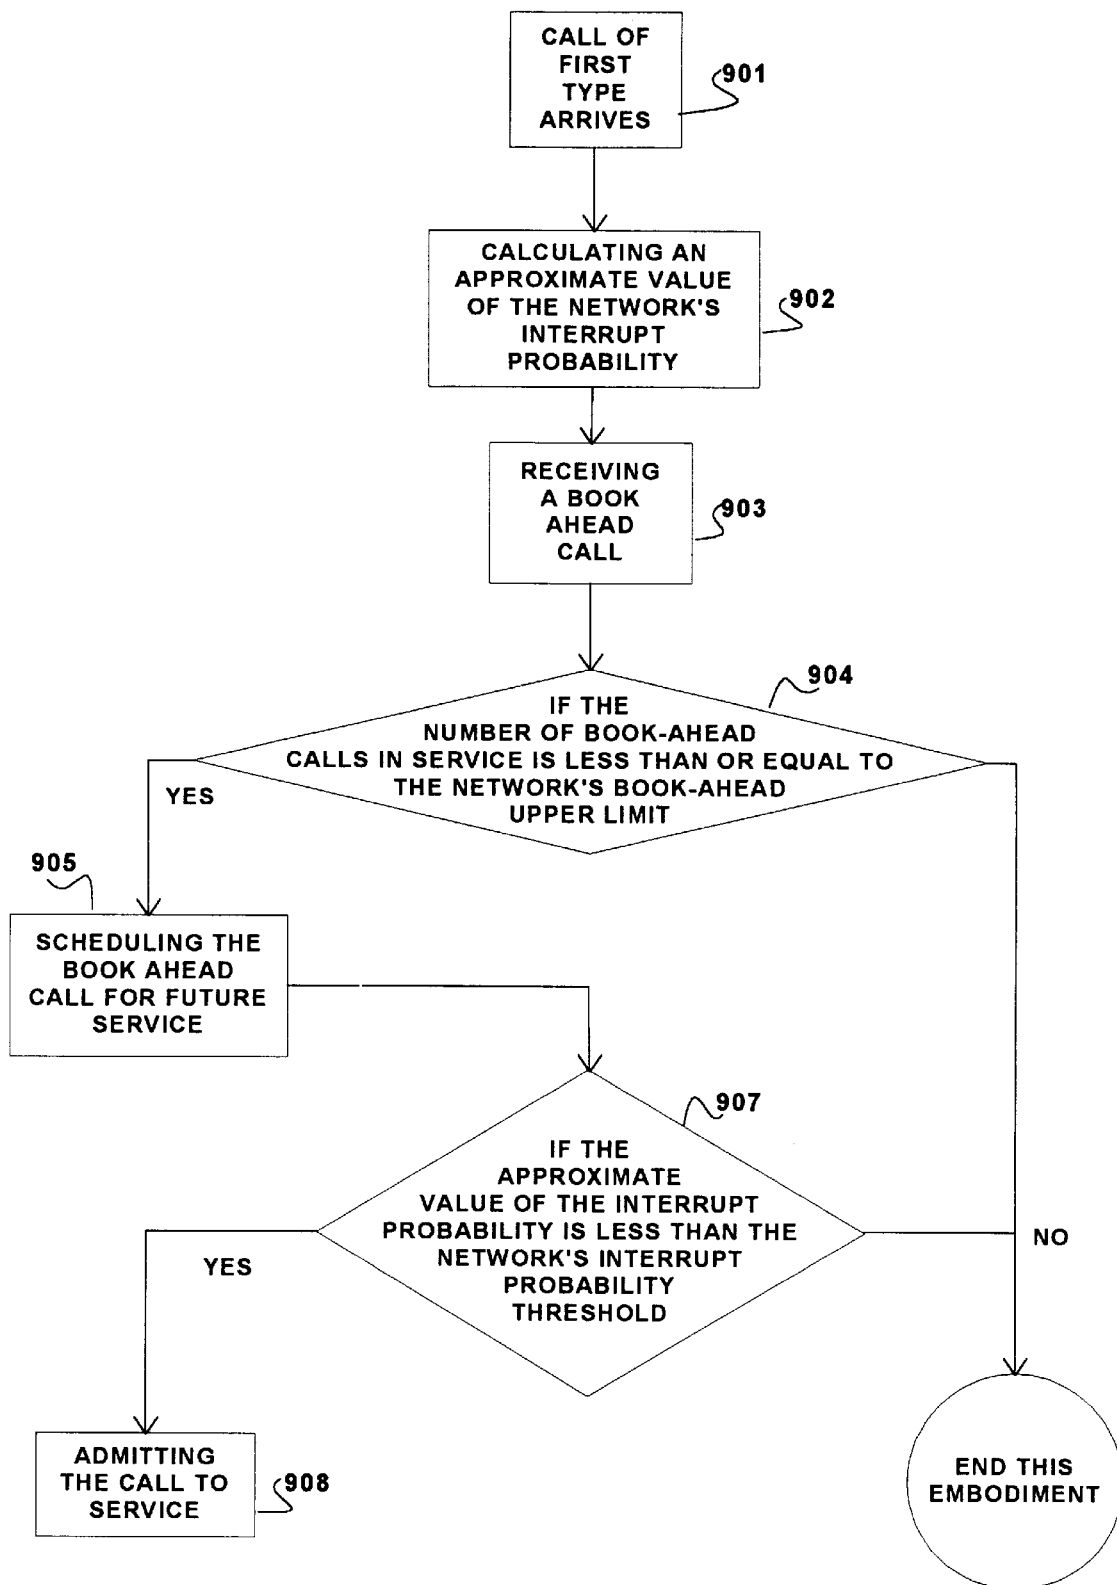 CALL OF
FIRST
TYPE
ARRIVES
901
CALCULATING AN
APPROXIMATE VALUE
OF THE NETWORK'S
INTERRUPT
PROBABILITY
902
RECEIVING
A BOOK
AHEAD
CALL
903
904
IF THE
NUMBER OF BOOK-AHEAD
CALLS IN SERVICE IS LESS THAN OR EQUAL TO
THE NETWORK'S BOOK-AHEAD
UPPER LIMIT
YES
905
SCHEDULING THE
BOOK AHEAD
CALL FOR FUTURE
SERVICE
907
IF THE
APPROXIMATE
VALUE OF THE INTERRUPT
PROBABILITY IS LESS THAN THE
NETWORK'S INTERRUPT
PROBABILITY
THRESHOLD
YES
NO
ADMITTING
THE CALL TO
SERVICE
908
END THIS
EMBODIMENT